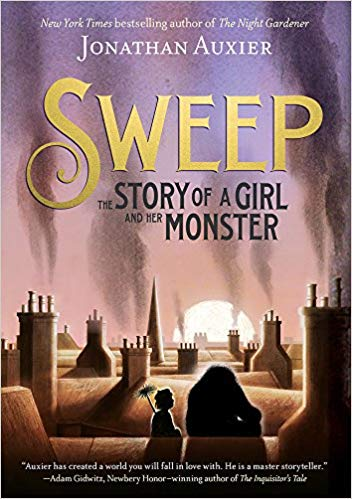 New York Times bestselling author of The Night Gardener
JONATHAN AUXIER
SWEEP
THE STORY OF A GIRL
AND HER MONSTER
“Auxier has created a world you will fall in love with. He is a master storyteller.”
—Adam Gidwitz, Newbery Honor–winning author of The Inquisitor’s Tale